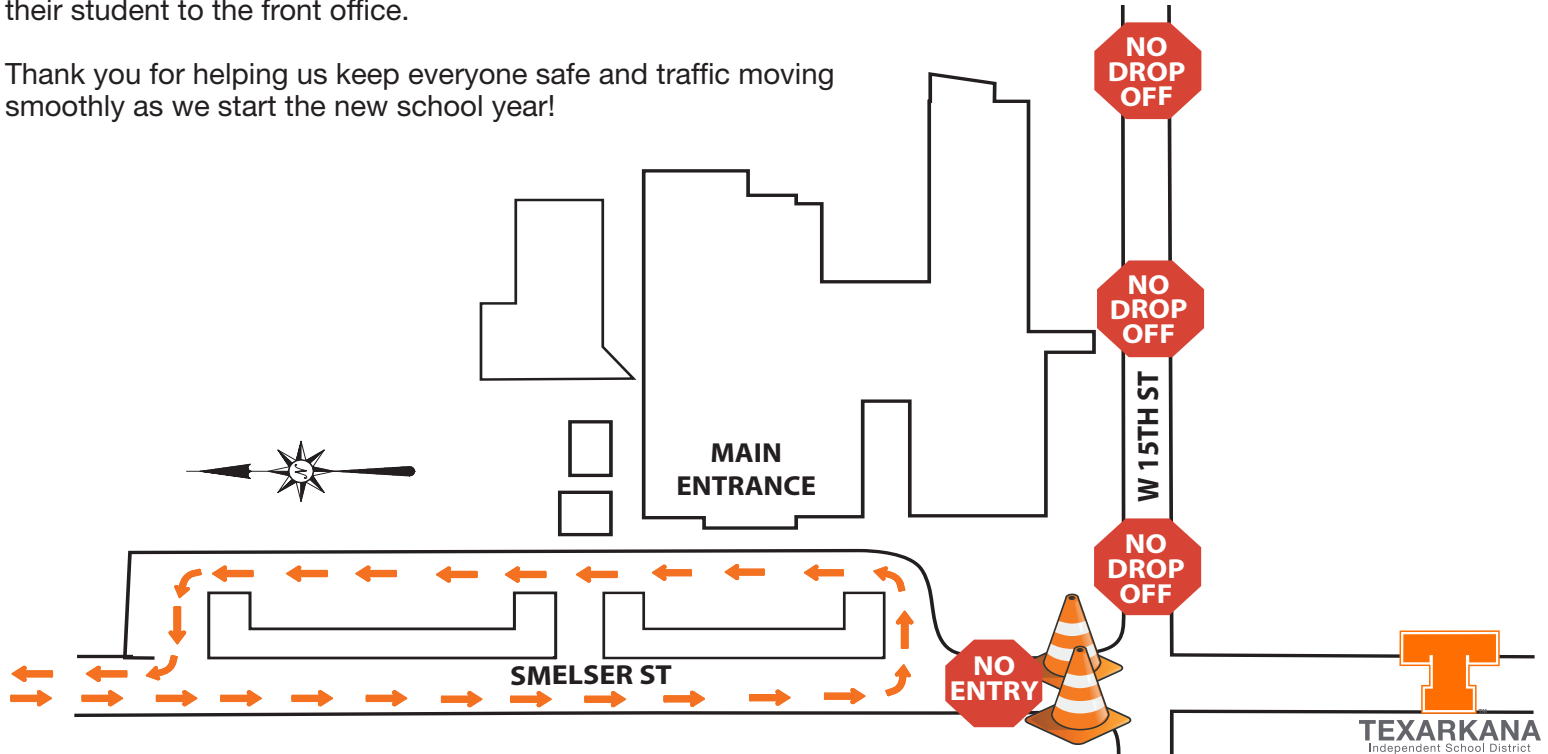 their student to the front office.
Thank you for helping us keep everyone safe and traffic moving
smoothly as we start the new school year!
NO
DROP
OFF
NO
DROP
OFF
W 15TH ST
MAIN
ENTRANCE
N
NO
DROP
OFF
SMELSER ST
NO
ENTRY
T
TEXARKANA
Independent School District